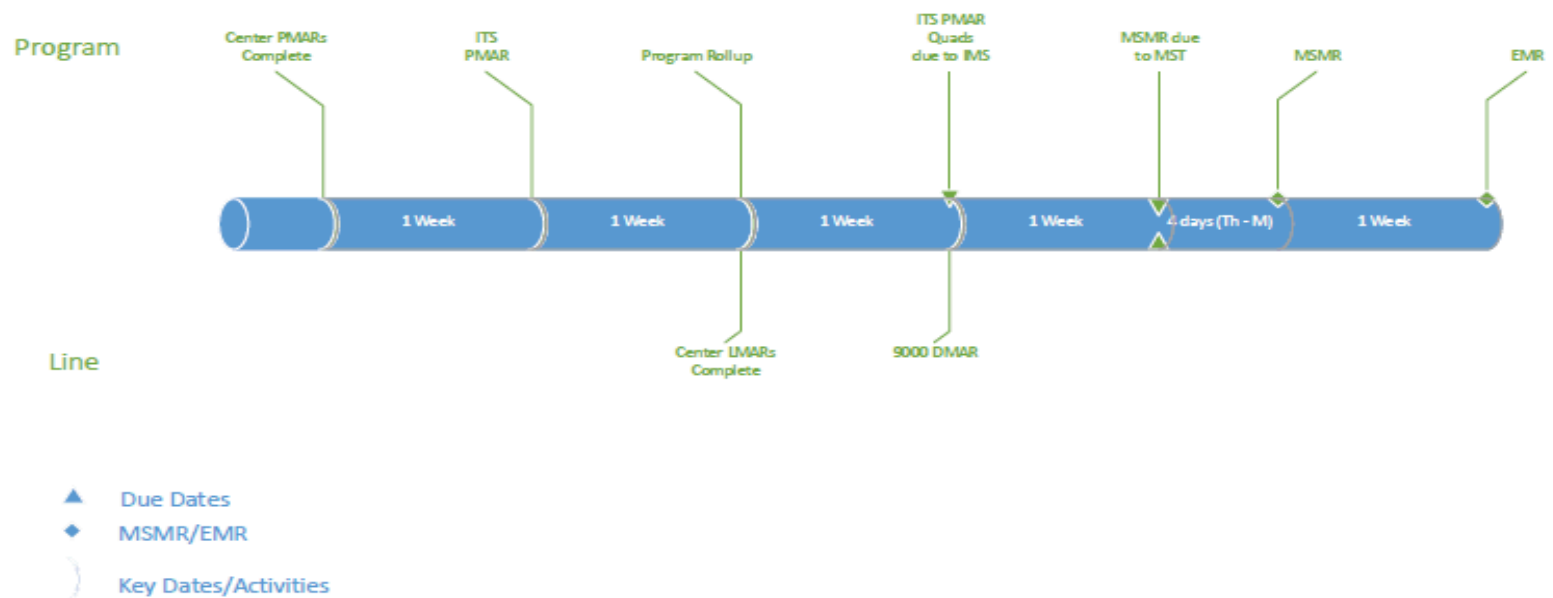 Program
Center PMARs
Complete
ITS
PMAR
Program Rollup
ITS PMAR
Quads
due to IMS
MSMR due
to MST
MSMR
EMR
1 Week
1 Week
1 Week
1 Week
4 days (Th - M)
1 Week
Center LMARs
Complete
9000 DMAR
Line
Due Dates
MSMR/EMR
Key Dates/Activities